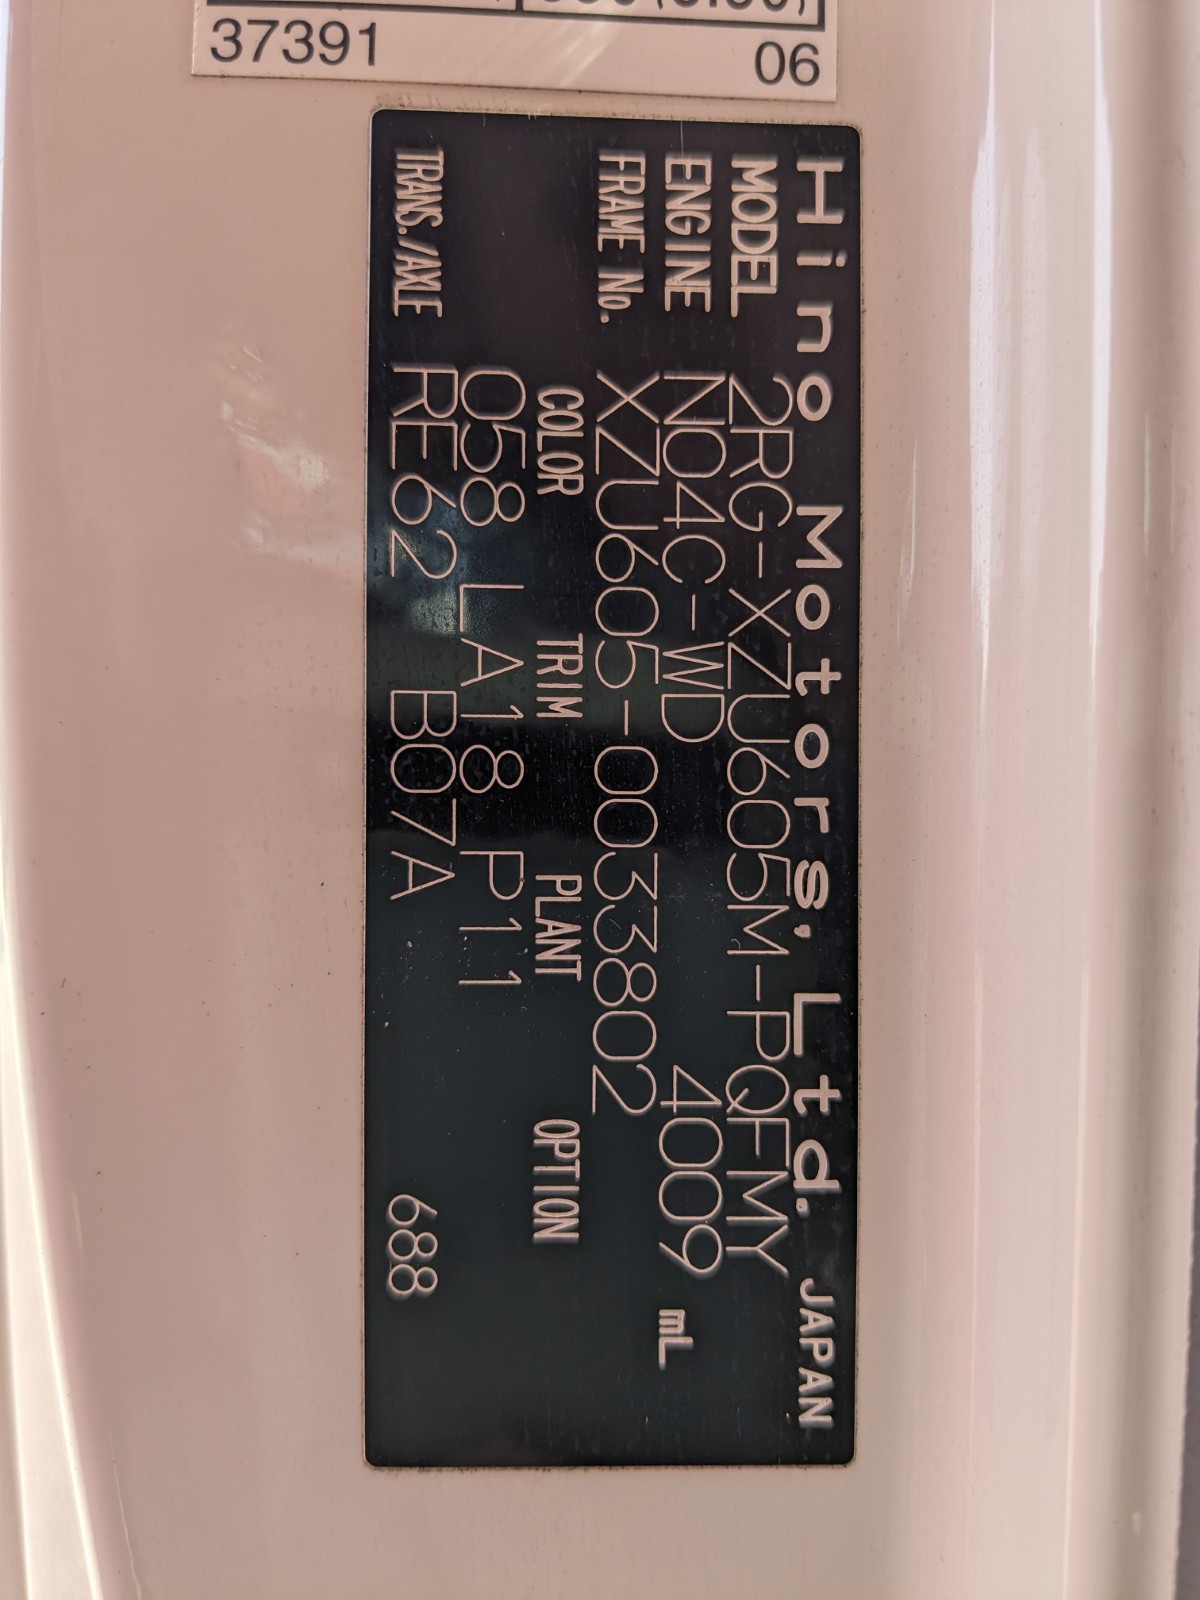 37391 06
Hino Motors, Ltd. JAPAN
MODEL 2RG-XZU605M-PQFMY
ENGINE N04C-WD 4009 mL
FRAME No. XZU605-0033802
COLOR TRIM PLANT OPTION
058 LA18 P11
TRANS./AXLE RE62 B07A 688